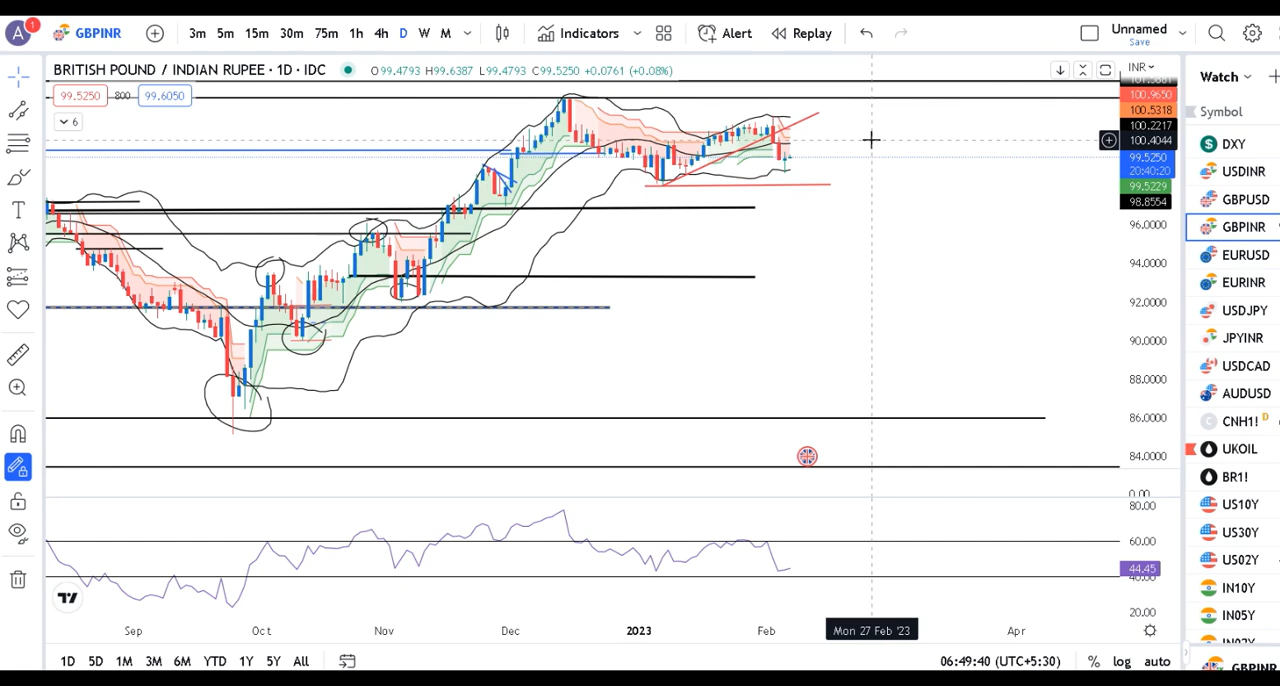 A 1 GBPINR 3m 5m 15m 30m 75m 1h 4h D W M Indicators Alert Replay Unnamed
Save
BRITISH POUND / INDIAN RUPEE · 1D · IDC O99.4793 H99.6387 L99.4793 C99.5250 +0.0761 (+0.08%)
99.5250 800 99.6050
6
INR
100.9650
100.5318
100.2217
100.4044
99.5250
20:40:20
99.5229
98.8554
96.0000
94.0000
92.0000
90.0000
88.0000
86.0000
84.0000
80.00
60.00
44.45
40.00
20.00
Sep Oct Nov Dec 2023 Feb Mon 27 Feb '23 Apr
1D 5D 1M 3M 6M YTD 1Y 5Y All 06:49:40 (UTC+5:30) % log auto
Watch
Symbol
DXY
USDINR
GBPUSD
GBPINR
EURUSD
EURINR
USDJPY
JPYINR
USDCAD
AUDUSD
CNH1! D
UKOIL
BR1!
US10Y
US30Y
US02Y
IN10Y
IN05Y
GBPINR